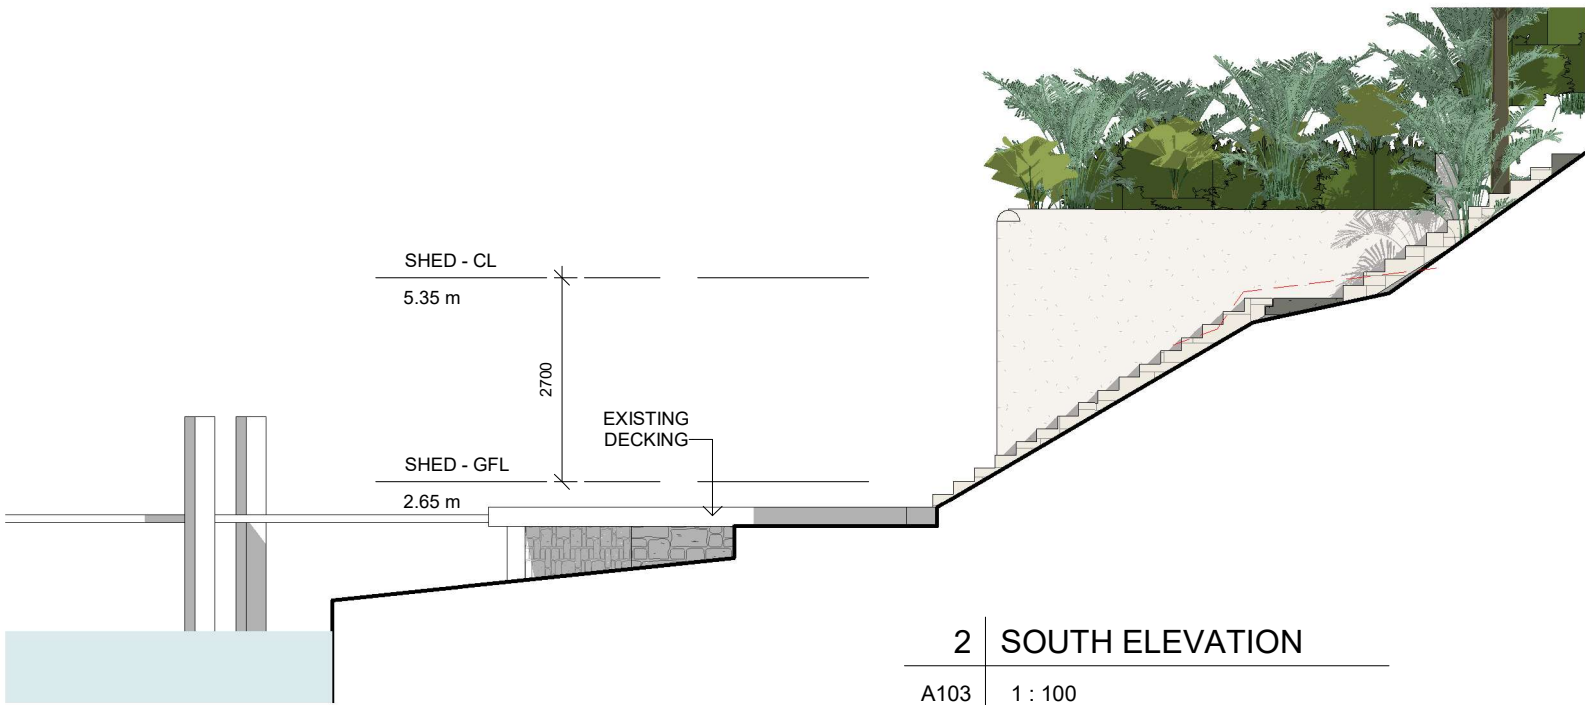 SHED - CL
5.35 m
2700
EXISTING
DECKING
SHED - GFL
2.65 m
2 SOUTH ELEVATION
A103 1 : 100